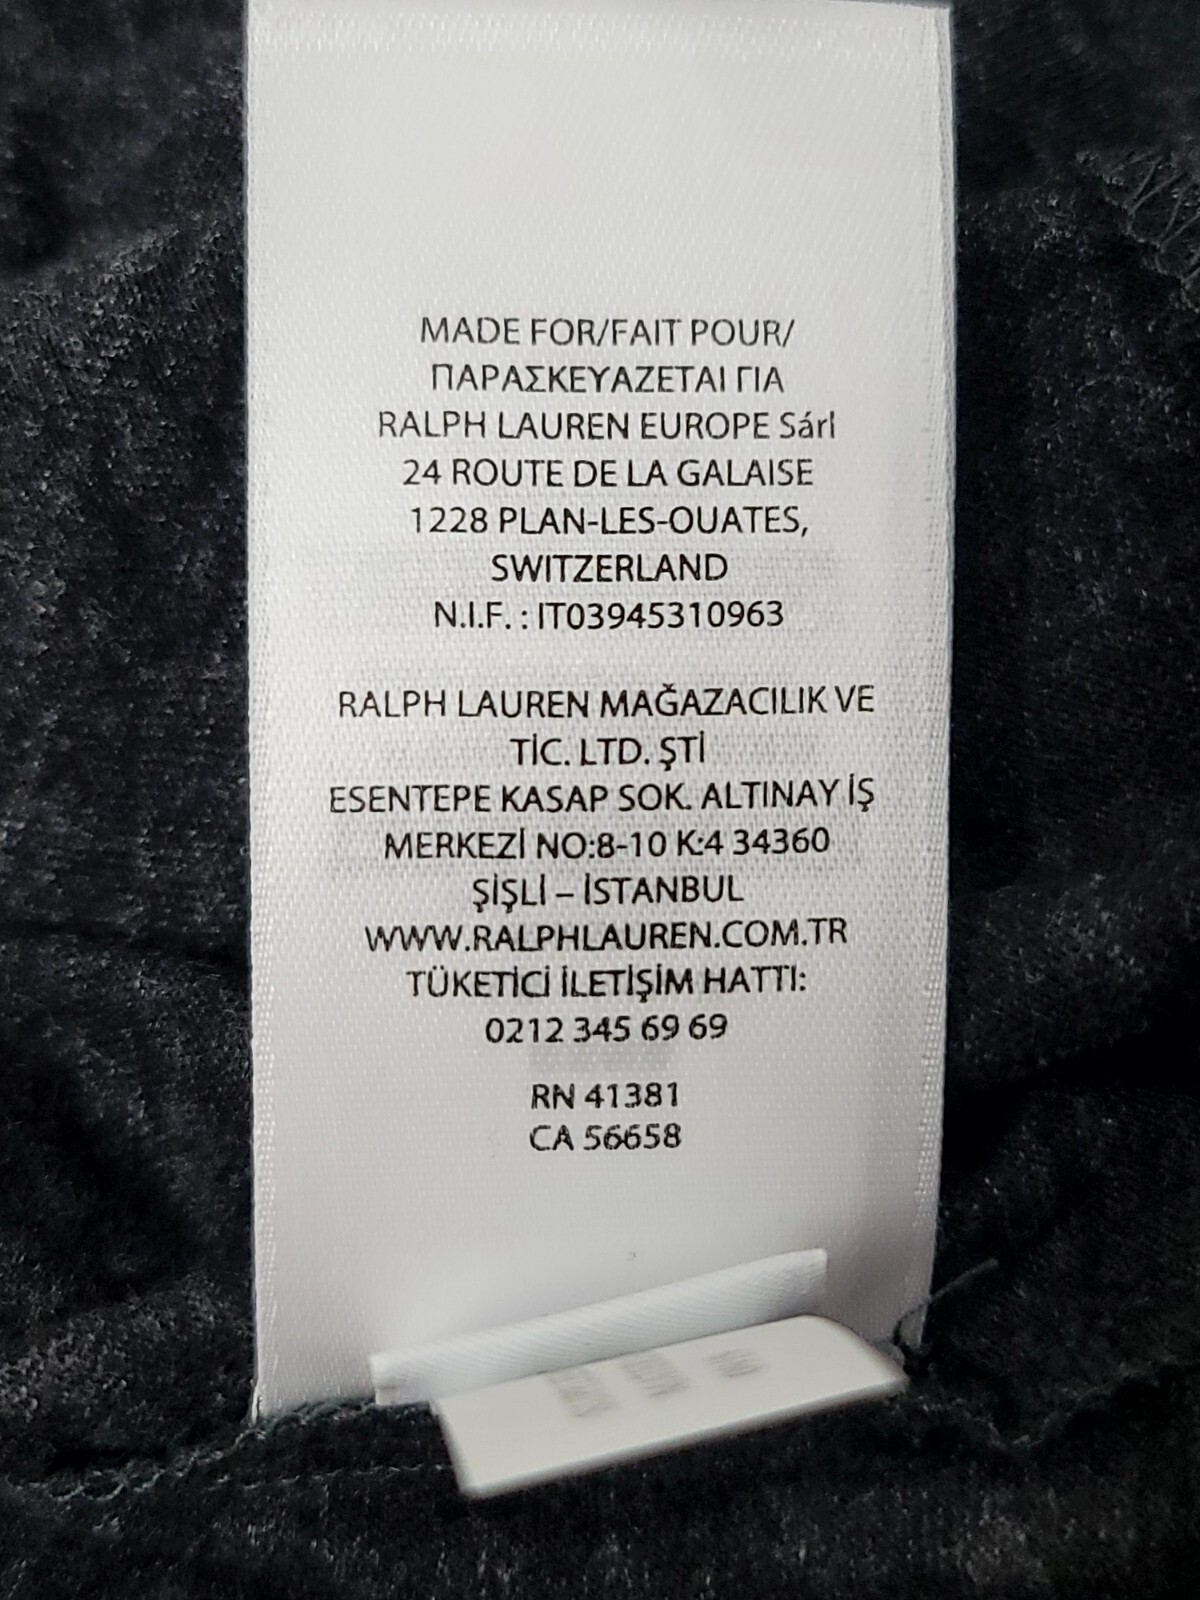 MADE FOR/FAIT POUR/
ΠΑΡΑΣΚΕΥΑΖΕΤΑΙ ΓΙΑ
RALPH LAUREN EUROPE Sárl
24 ROUTE DE LA GALAISE
1228 PLAN-LES-OUATES,
SWITZERLAND
N.I.F. : IT03945310963
RALPH LAUREN MAĞAZACILIK VE
TİC. LTD. ŞTİ
ESENTEPE KASAP SOK. ALTINAY İŞ
MERKEZİ NO:8-10 K:4 34360
ŞİŞLİ – İSTANBUL
WWW.RALPHLAUREN.COM.TR
TÜKETİCİ İLETİŞİM HATTI:
0212 345 69 69
RN 41381
CA 56658